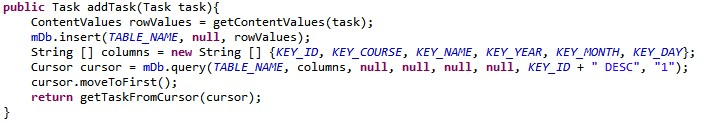 public Task addTask(Task task){
ContentValues rowValues = getContentValues(task);
mDb.insert(TABLE_NAME, null, rowValues);
String [] columns = new String [] {KEY_ID, KEY_COURSE, KEY_NAME, KEY_YEAR, KEY_MONTH, KEY_DAY};
Cursor cursor = mDb.query(TABLE_NAME, columns, null, null, null, null, KEY_ID + " DESC", "1");
cursor.moveToFirst();
return getTaskFromCursor(cursor);
}